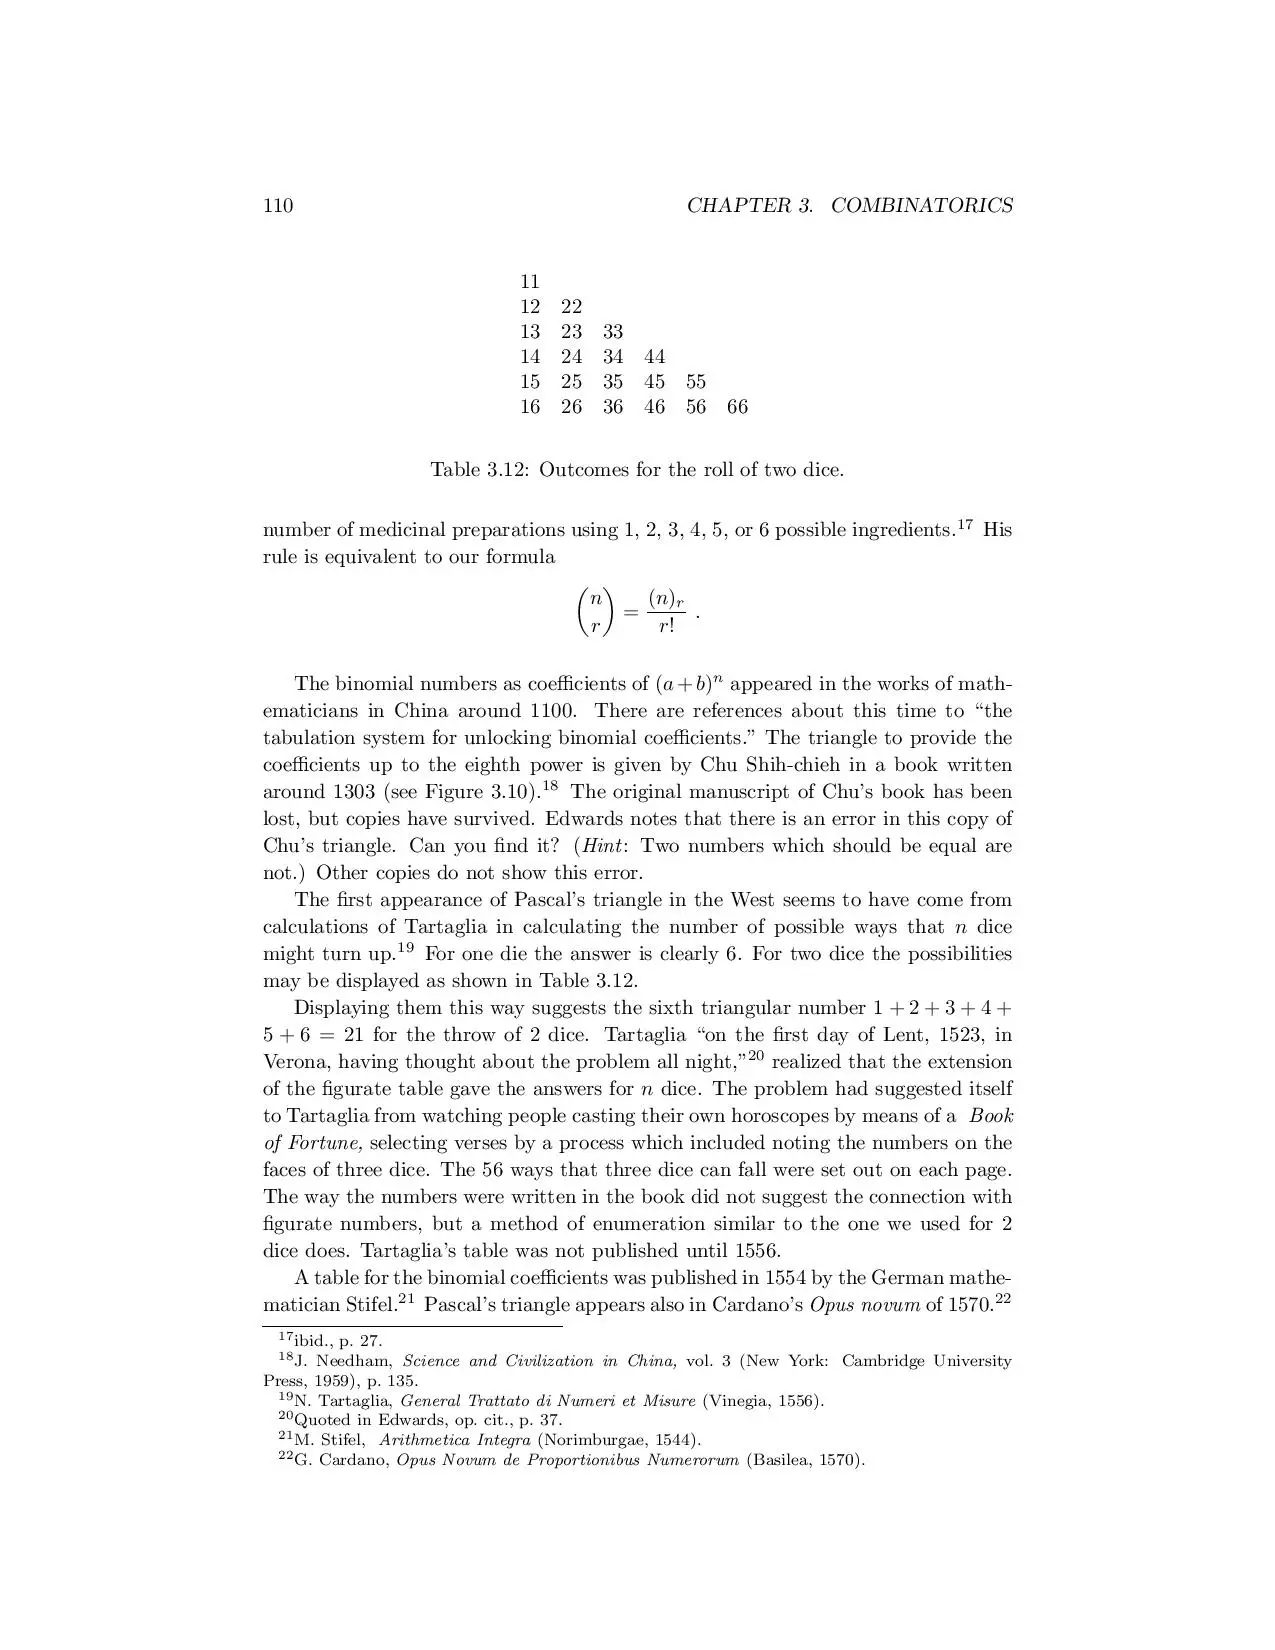 110 CHAPTER 3. COMBINATORICS
11
12 22
13 23 33
14 24 34 44
15 25 35 45 55
16 26 36 46 56 66
Table 3.12: Outcomes for the roll of two dice.
number of medicinal preparations using 1, 2, 3, 4, 5, or 6 possible ingredients.17 His
rule is equivalent to our formula
(n r) = (n)r / r! .
The binomial numbers as coefficients of (a + b)n appeared in the works of math-
ematicians in China around 1100. There are references about this time to “the
tabulation system for unlocking binomial coefficients.” The triangle to provide the
coefficients up to the eighth power is given by Chu Shih-chieh in a book written
around 1303 (see Figure 3.10).18 The original manuscript of Chu’s book has been
lost, but copies have survived. Edwards notes that there is an error in this copy of
Chu’s triangle. Can you find it? (Hint: Two numbers which should be equal are
not.) Other copies do not show this error.
The first appearance of Pascal’s triangle in the West seems to have come from
calculations of Tartaglia in calculating the number of possible ways that n dice
might turn up.19 For one die the answer is clearly 6. For two dice the possibilities
may be displayed as shown in Table 3.12.
Displaying them this way suggests the sixth triangular number 1 + 2 + 3 + 4 +
5 + 6 = 21 for the throw of 2 dice. Tartaglia “on the first day of Lent, 1523, in
Verona, having thought about the problem all night,”20 realized that the extension
of the figurate table gave the answers for n dice. The problem had suggested itself
to Tartaglia from watching people casting their own horoscopes by means of a Book
of Fortune, selecting verses by a process which included noting the numbers on the
faces of three dice. The 56 ways that three dice can fall were set out on each page.
The way the numbers were written in the book did not suggest the connection with
figurate numbers, but a method of enumeration similar to the one we used for 2
dice does. Tartaglia’s table was not published until 1556.
A table for the binomial coefficients was published in 1554 by the German mathe-
matician Stifel.21 Pascal’s triangle appears also in Cardano’s Opus novum of 1570.22
17ibid., p. 27.
18J. Needham, Science and Civilization in China, vol. 3 (New York: Cambridge University
Press, 1959), p. 135.
19N. Tartaglia, General Trattato di Numeri et Misure (Vinegia, 1556).
20Quoted in Edwards, op. cit., p. 37.
21M. Stifel, Arithmetica Integra (Norimburgae, 1544).
22G. Cardano, Opus Novum de Proportionibus Numerorum (Basilea, 1570).